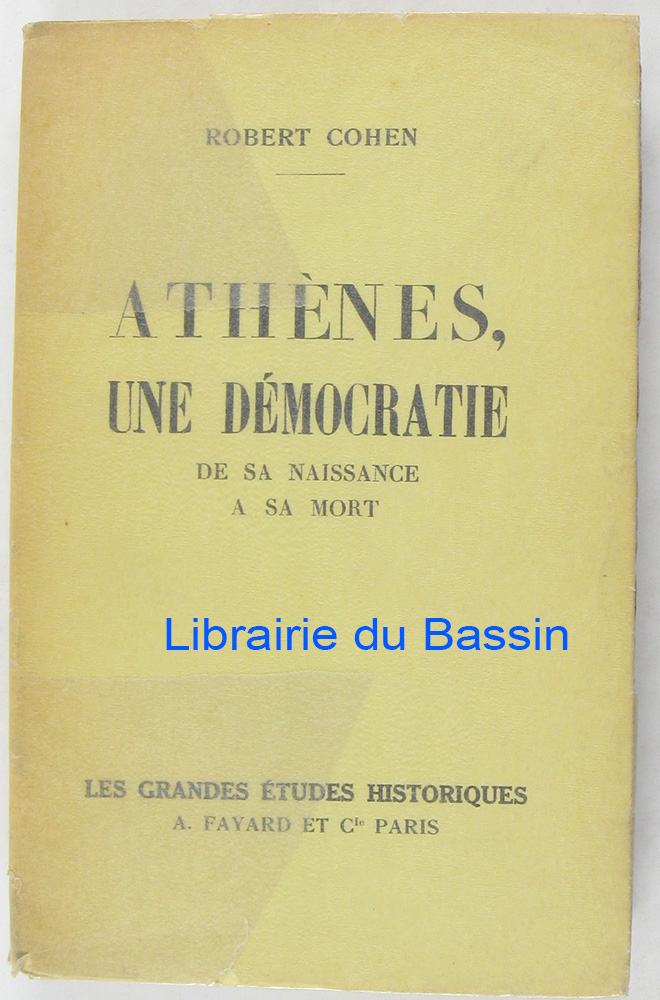 ROBERT COHEN
ATHÈNES,
UNE DÉMOCRATIE
DE SA NAISSANCE
A SA MORT
Librairie du Bassin
LES GRANDES ÉTUDES HISTORIQUES
A. FAYARD ET Cie PARIS